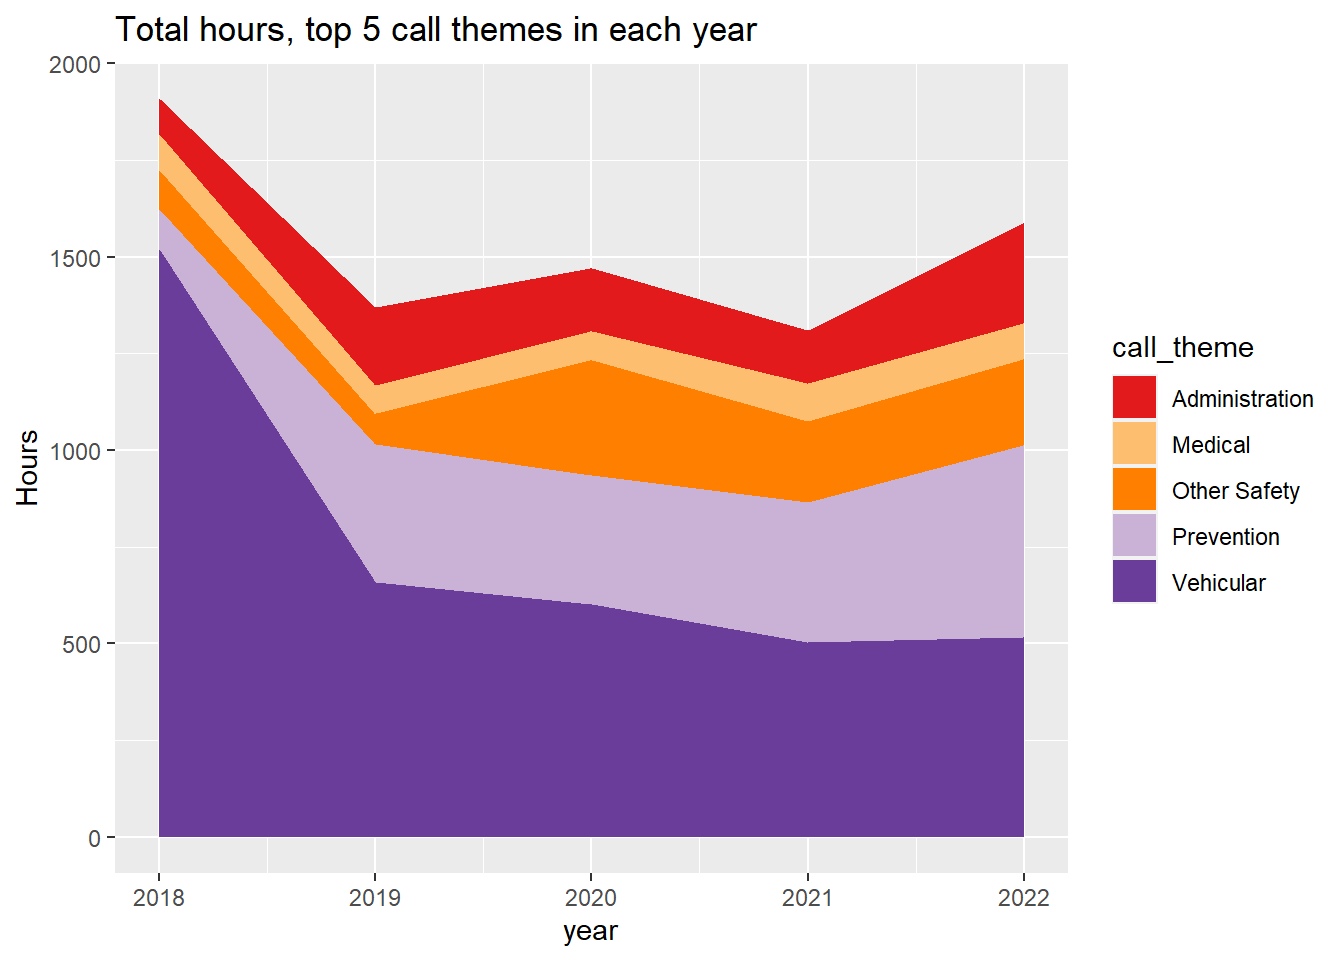 Total hours, top 5 call themes in each year
2000
1500
1000
500
0
Hours
2018 2019 2020 2021 2022
year
call_theme
Administration
Medical
Other Safety
Prevention
Vehicular